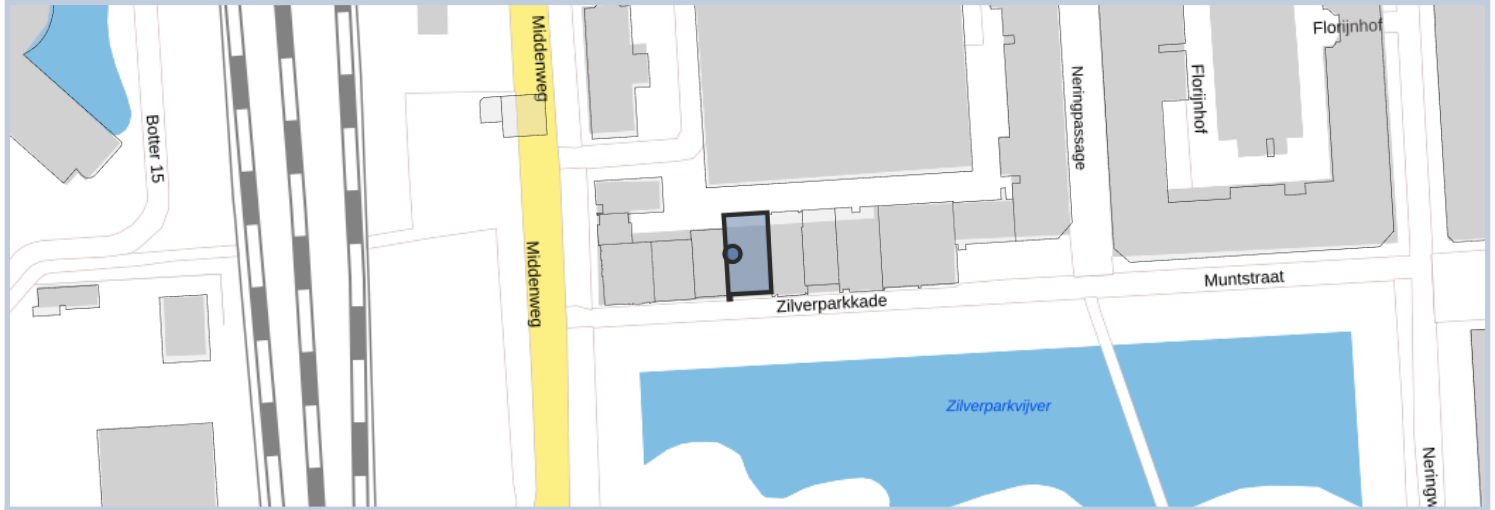 Middenweg
Florijnhof
Botter 15
Neringpassage
Florijnhof
Middenweg
Muntstraat
Zilverparkkade
Zilverparkvijver
Neringw